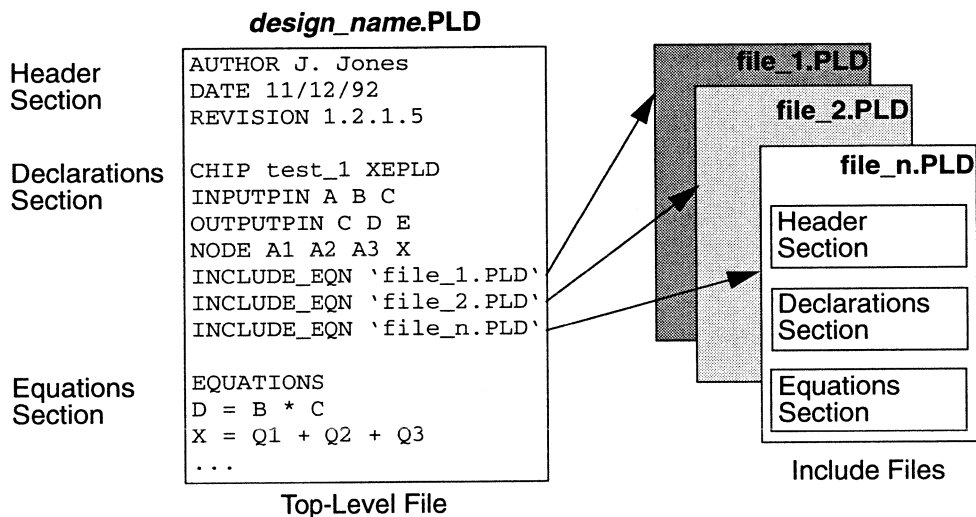 design_name.PLD
Header
Section
AUTHOR J. Jones
DATE 11/12/92
REVISION 1.2.1.5
Declarations
Section
CHIP test_1 XEPLD
INPUTPIN A B C
OUTPUTPIN C D E
NODE A1 A2 A3 X
INCLUDE_EQN 'file_1.PLD'
INCLUDE_EQN 'file_2.PLD'
INCLUDE_EQN 'file_n.PLD'
Equations
Section
EQUATIONS
D = B * C
X = Q1 + Q2 + Q3
...
Top-Level File
file_1.PLD
file_2.PLD
file_n.PLD
Header
Section
Declarations
Section
Equations
Section
Include Files